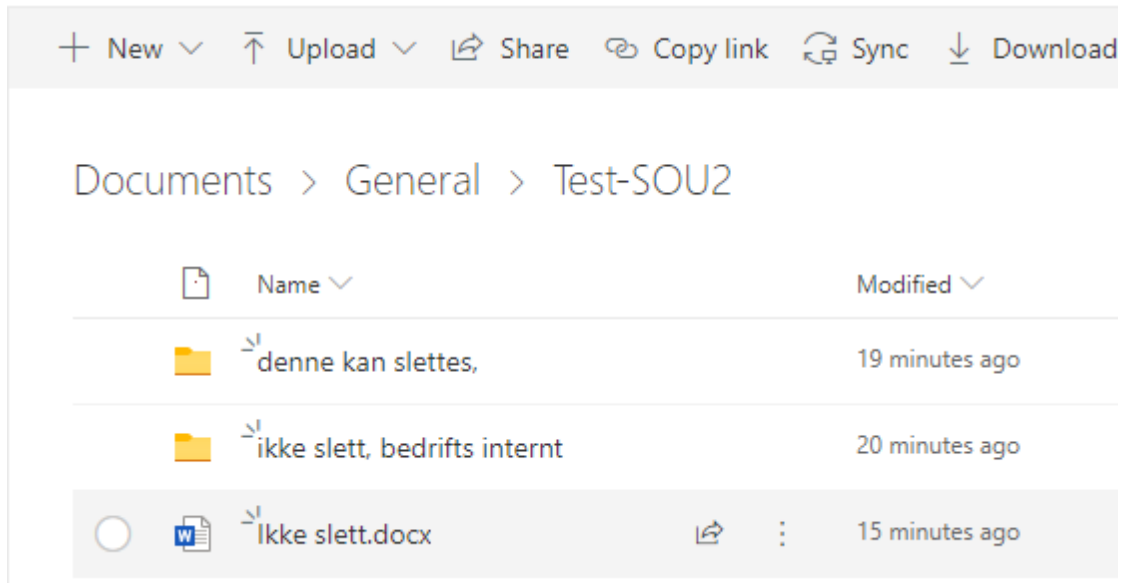 New Upload Share Copy link Sync Download
Documents > General > Test-SOU2
Name Modified
denne kan slettes, 19 minutes ago
ikke slett, bedrifts internt 20 minutes ago
Ikke slett.docx 15 minutes ago